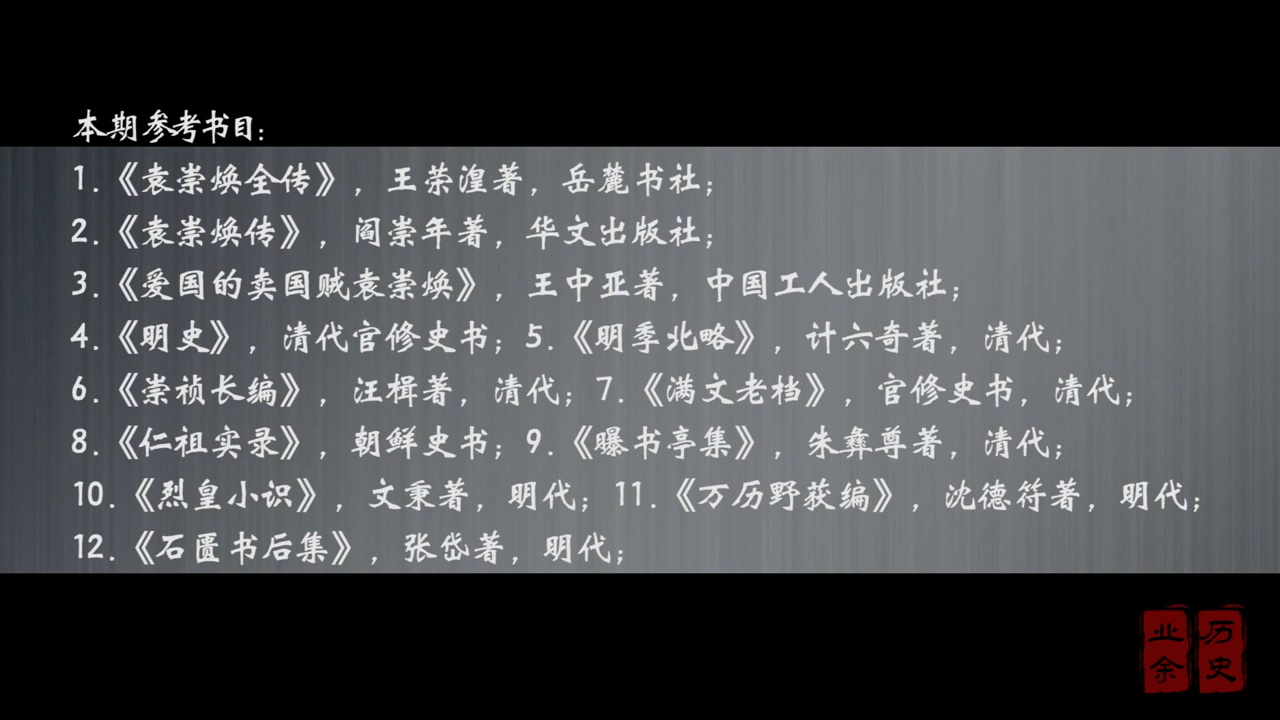 本期参考书目：
1.《袁崇焕全传》，王荣湟著，岳麓书社；
2.《袁崇焕传》，阎崇年著，华文出版社；
3.《爱国的卖国贼袁崇焕》，王中亚著，中国工人出版社；
4.《明史》，清代官修史书；5.《明季北略》，计六奇著，清代；
6.《崇祯长编》，汪楫著，清代；7.《满文老档》，官修史书，清代；
8.《仁祖实录》，朝鲜史书；9.《曝书亭集》，朱彝尊著，清代；
10.《烈皇小识》，文秉著，明代；11.《万历野获编》，沈德符著，明代；
12.《石匮书后集》，张岱著，明代；
业余
历史